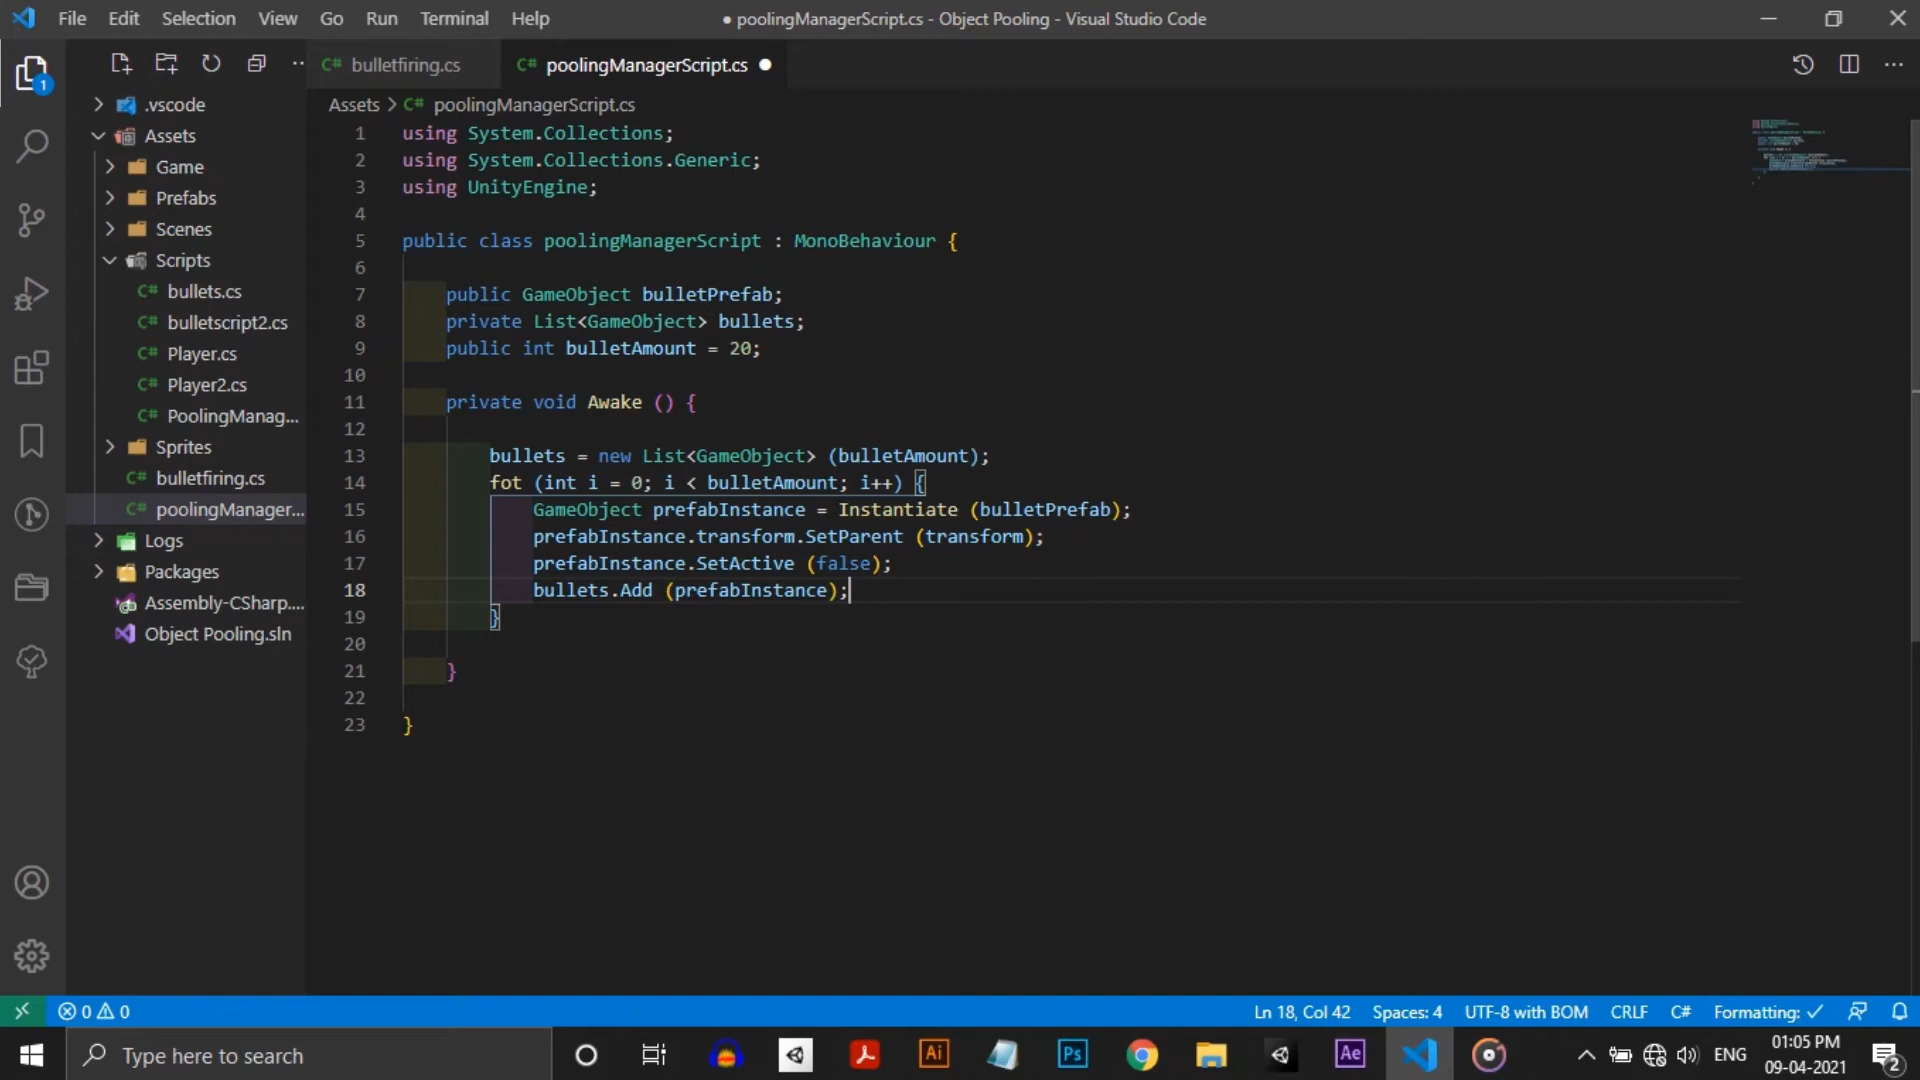 File Edit Selection View Go Run Terminal Help
● poolingManagerScript.cs - Object Pooling - Visual Studio Code
C# bulletfiring.cs
C# poolingManagerScript.cs ●
Assets > C# poolingManagerScript.cs
1
.vscode
Assets
Game
Prefabs
Scenes
Scripts
C# bullets.cs
C# bulletscript2.cs
C# Player.cs
C# Player2.cs
C# PoolingManag...
Sprites
C# bulletfiring.cs
C# poolingManager...
Logs
Packages
Assembly-CSharp....
Object Pooling.sln
1 using System.Collections;
2 using System.Collections.Generic;
3 using UnityEngine;
4
5 public class poolingManagerScript : MonoBehaviour {
6
7 public GameObject bulletPrefab;
8 private List<GameObject> bullets;
9 public int bulletAmount = 20;
10
11 private void Awake () {
12
13 bullets = new List<GameObject> (bulletAmount);
14 fot (int i = 0; i < bulletAmount; i++) {
15 GameObject prefabInstance = Instantiate (bulletPrefab);
16 prefabInstance.transform.SetParent (transform);
17 prefabInstance.SetActive (false);
18 bullets.Add (prefabInstance);
19 }
20
21 }
22
23 }
0 0
Ln 18, Col 42 Spaces: 4 UTF-8 with BOM CRLF C# Formatting: ✓
Type here to search
Ai
Ps
Ae
ENG
01:05 PM
09-04-2021
2